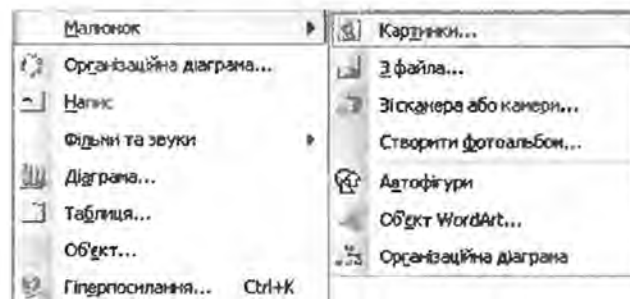 Малюнок
Організаційна діаграма...
Напис
Фільми та звуки
Діаграма...
Таблиця...
Об'єкт...
Гіперпосилання... Ctrl+K
Картинки...
З файла...
Зі сканера або камери...
Створити фотоальбом...
Автофігури
Об'єкт WordArt...
Організаційна діаграма